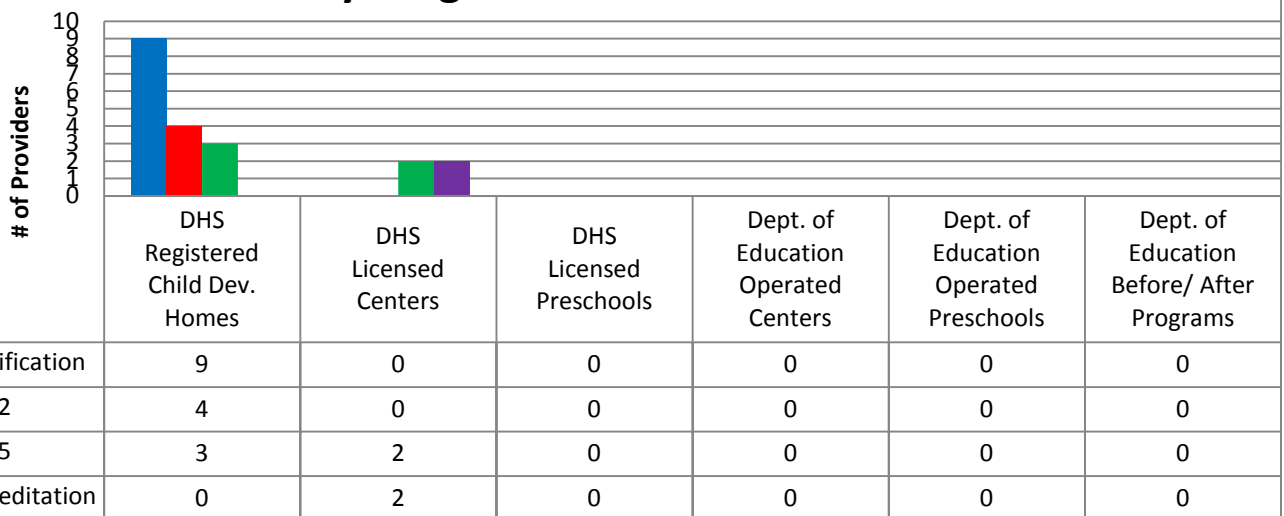 10
9
8
7
6
5
4
3
2
1
0
# of Providers
DHS
Registered
Child Dev.
Homes
DHS
Licensed
Centers
DHS
Licensed
Preschools
Dept. of
Education
Operated
Centers
Dept. of
Education
Operated
Preschools
Dept. of
Education
Before/ After
Programs
ification 9 0 0 0 0 0
2 4 0 0 0 0 0
5 3 2 0 0 0 0
editation 0 2 0 0 0 0